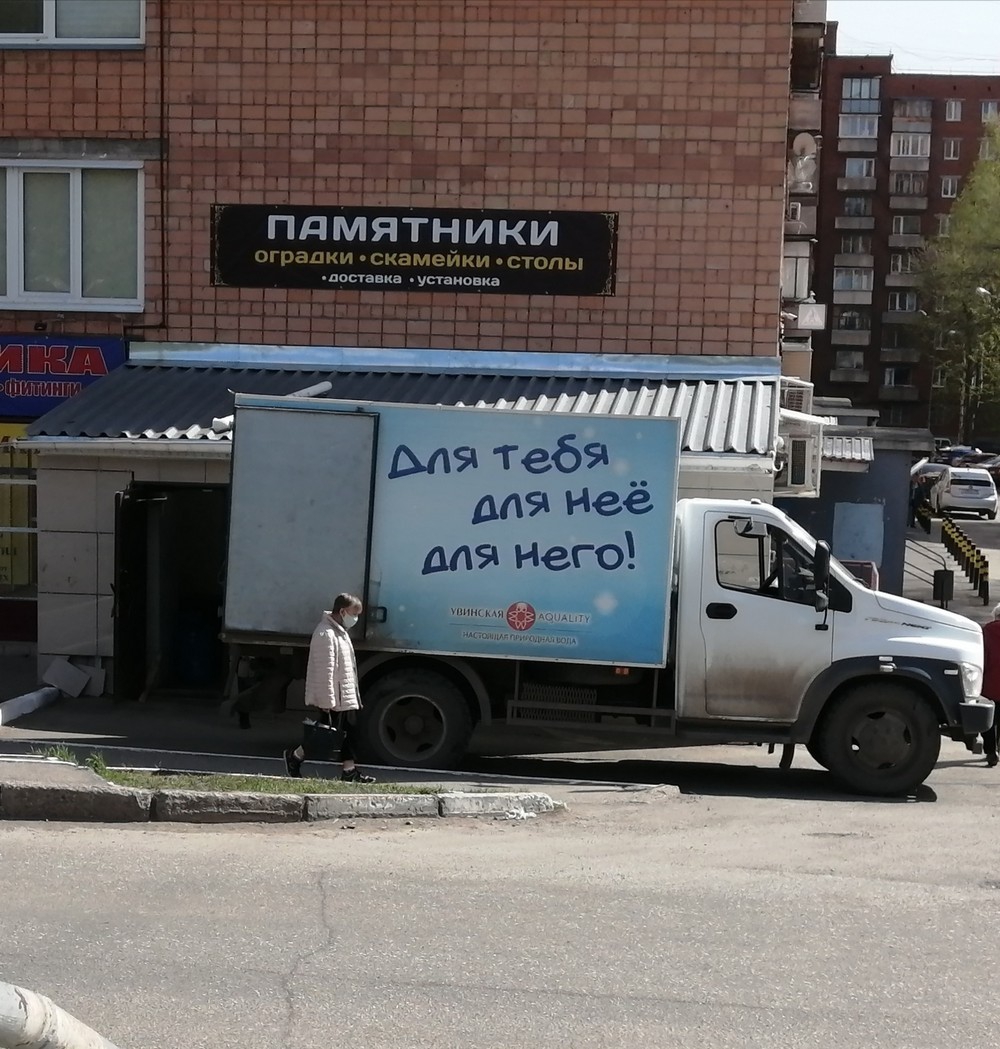 ПАМЯТНИКИ
оградки • скамейки • столы
• доставка • установка
ИКА
• ФИТИНГИ
Для тебя
для неё
для него!
УВИНСКАЯ AQUALITY
НАСТОЯЩАЯ ПРИРОДНАЯ ВОДА